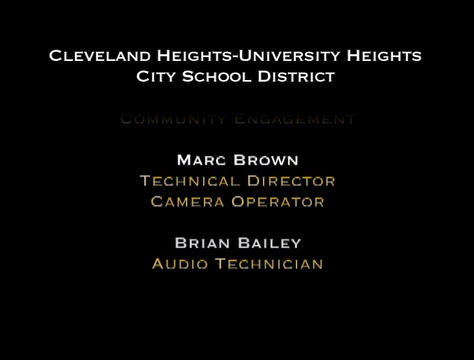 Cleveland Heights-University Heights
City School District
Community Engagement
Marc Brown
Technical Director
Camera Operator
Brian Bailey
Audio Technician